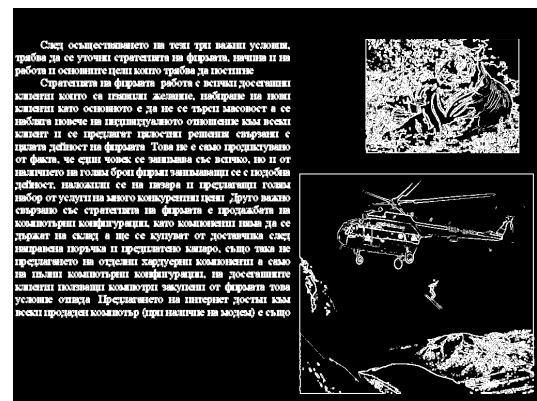 След осъществяването на тези три важни условия,
трябва да се уточни стратегията на фирмата, начина и на
работа и основните цели които трябва да постигне
Стратегията на фирмата работа с всички досегашни
клиенти които са изявили желание, набиране на нови
клиенти като основното е да не се търси масовост а се
набляга повече на индивидуалното отношение към всеки
клиент и се предлагат цялостни решения свързани с
цялата дейност на фирмата Това не е само продиктувано
от факта, че един човек се занимава със всичко, но и от
наличието на голям брой фирми занимаващи се с подобна
дейност, наложили се на пазара и предлагащи голям
набор от услуги на много конкурентни цени Друго важно
свързано със стратегията на фирмата е продажбата на
компютърни конфигурации, като компоненти няма да се
държат на склад а ще се купуват от доставчика след
направена поръчка и предплатено капаро, също така не
предлагането на отделни хардуерни компоненти а само
на пълни компютърни конфигурации, на досегашните
клиенти ползващи компютри закупени от фирмата това
условие отпада Предлагането на интернет достъп към
всеки продаден компютър (при наличие на модем) е също